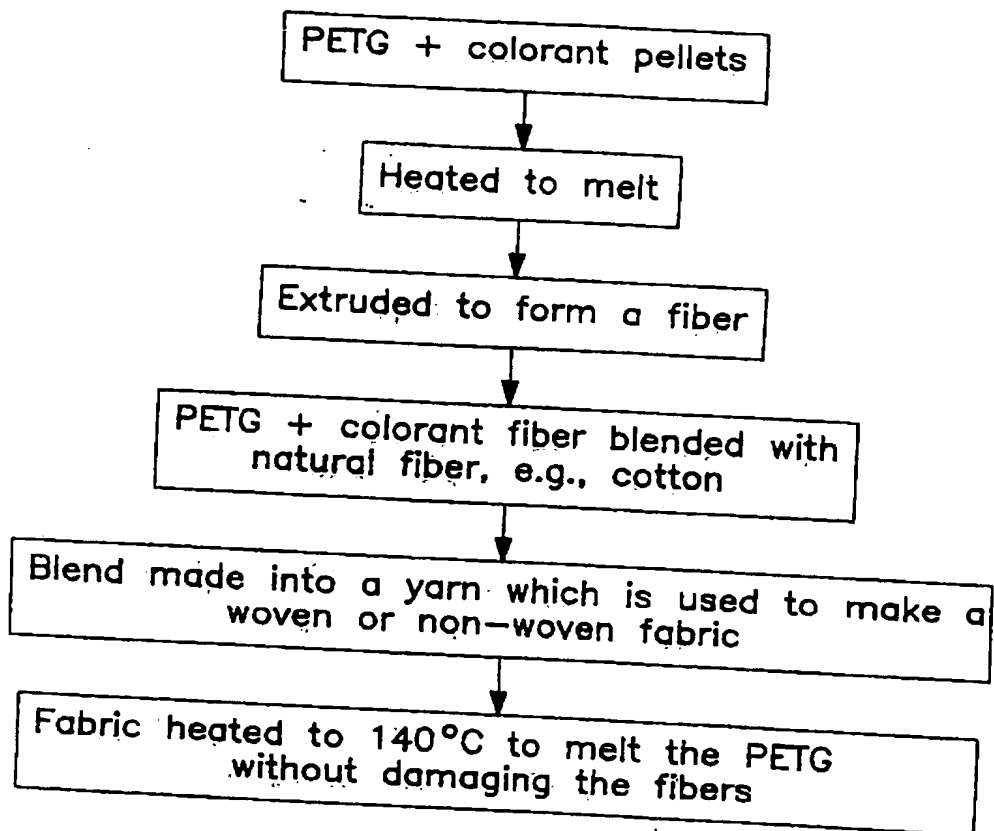 PETG + colorant pellets
Heated to melt
Extruded to form a fiber
PETG + colorant fiber blended with
natural fiber, e.g., cotton
Blend made into a yarn which is used to make a
woven or non-woven fabric
Fabric heated to 140°C to melt the PETG
without damaging the fibers